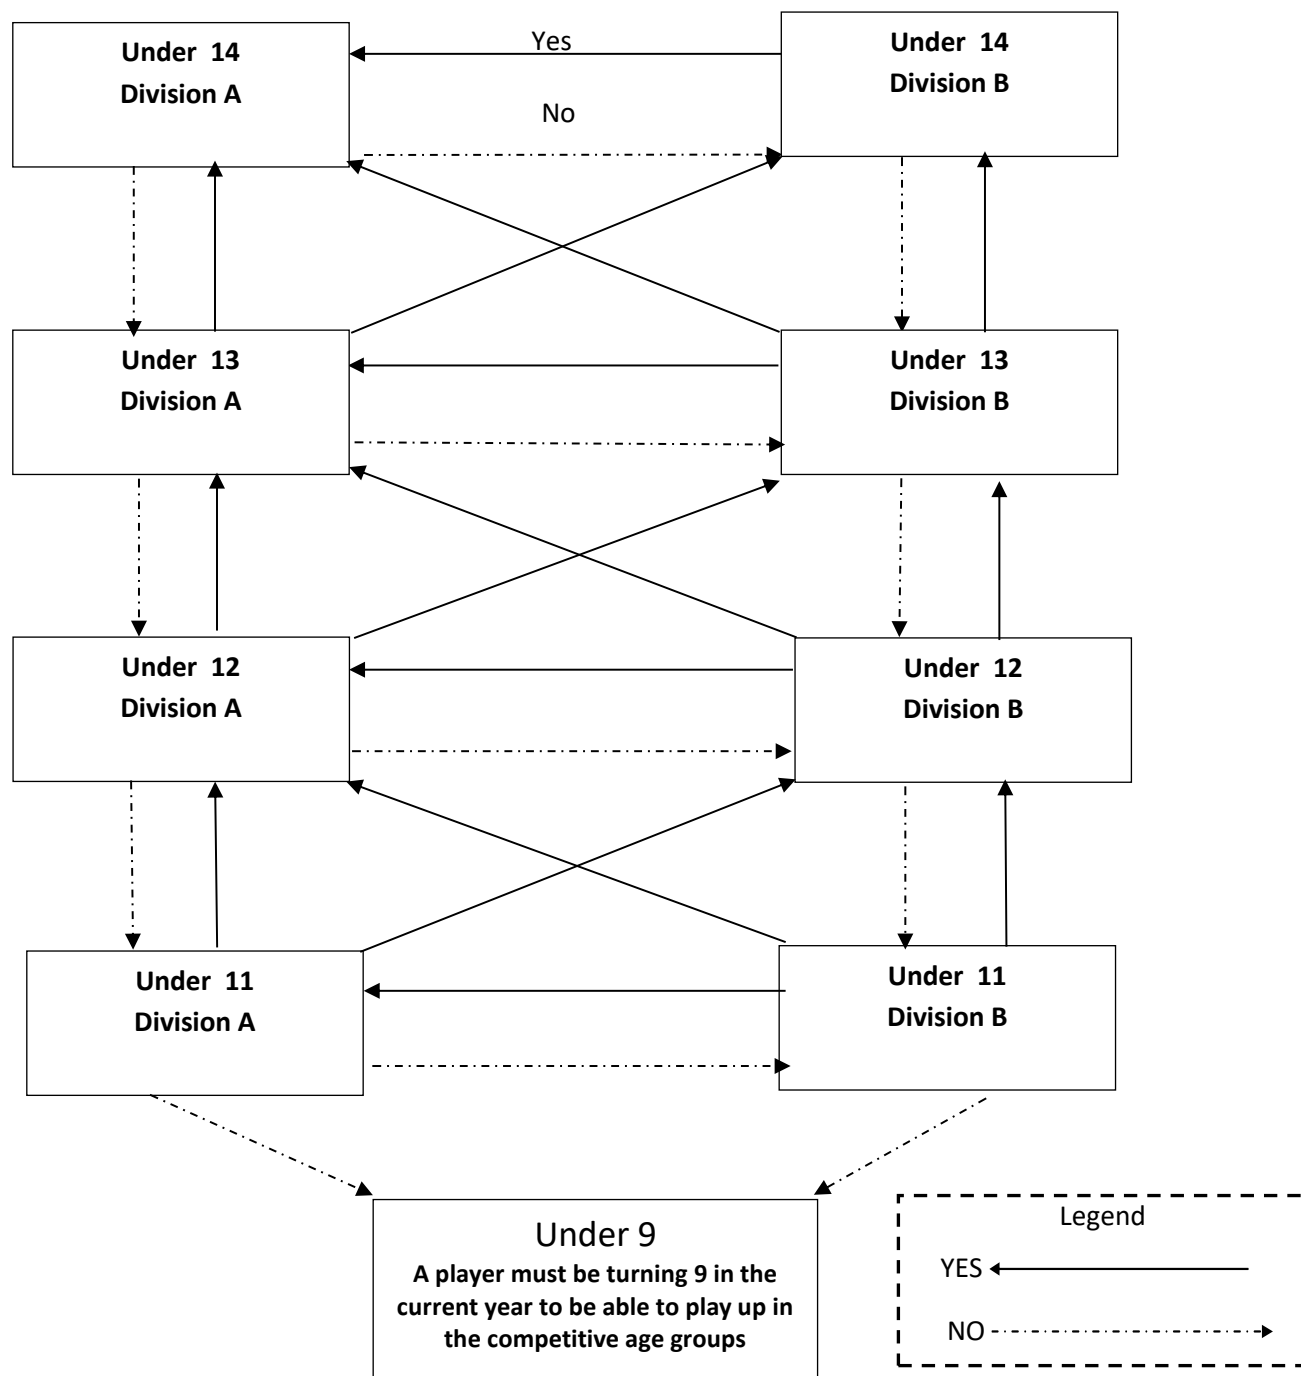 Under 14
Division A
Yes
No
Under 14
Division B
Under 13
Division A
Under 13
Division B
Under 12
Division A
Under 12
Division B
Under 11
Division A
Under 11
Division B
Under 9
A player must be turning 9 in the
current year to be able to play up in
the competitive age groups
Legend
YES
NO